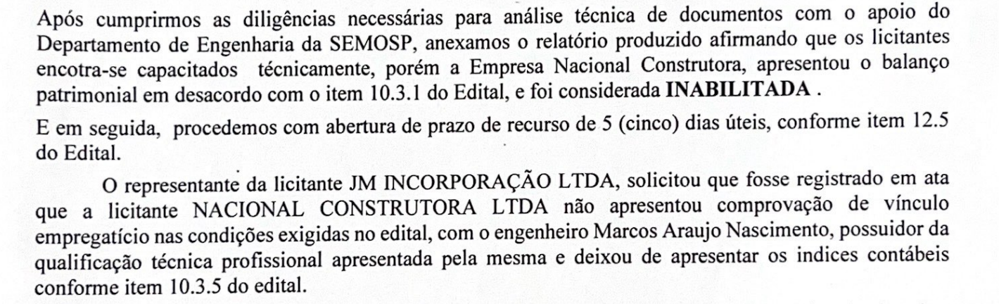 Após cumprirmos as diligências necessárias para análise técnica de documentos com o apoio do
Departamento de Engenharia da SEMOSP, anexamos o relatório produzido afirmando que os licitantes
encotra-se capacitados técnicamente, porém a Empresa Nacional Construtora, apresentou o balanço
patrimonial em desacordo com o item 10.3.1 do Edital, e foi considerada INABILITADA .
E em seguida, procedemos com abertura de prazo de recurso de 5 (cinco) dias úteis, conforme item 12.5
do Edital.
O representante da licitante JM INCORPORAÇÃO LTDA, solicitou que fosse registrado em ata
que a licitante NACIONAL CONSTRUTORA LTDA não apresentou comprovação de vínculo
empregatício nas condições exigidas no edital, com o engenheiro Marcos Araujo Nascimento, possuidor da
qualificação técnica profissional apresentada pela mesma e deixou de apresentar os indices contábeis
conforme item 10.3.5 do edital.